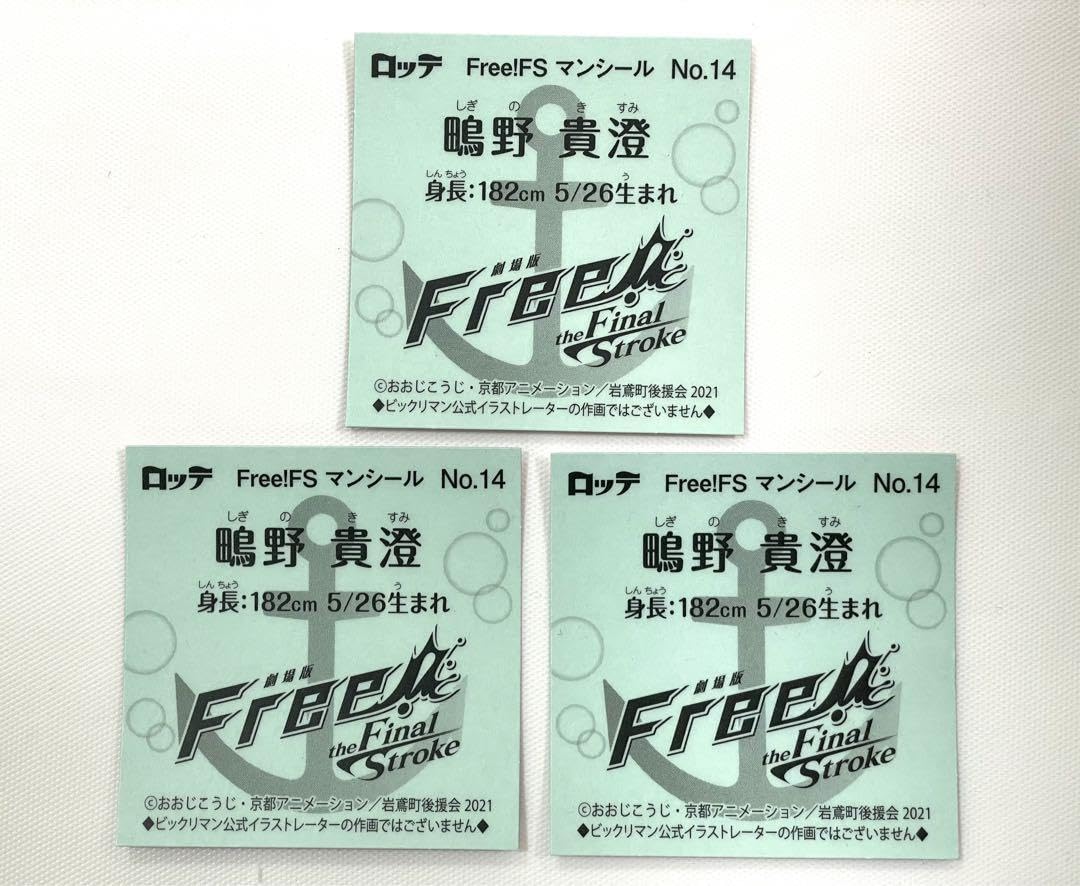 ロッテ Free!FS マンシール No.14
しぎ の き すみ
鴫野 貴澄
しんちょう う
身長:182cm 5/26生まれ
劇場版
Free!
the Final
Stroke
©おおじこうじ・京都アニメーション/岩鳶町後援会 2021
◆ビックリマン公式イラストレーターの作画ではございません◆
ロッテ Free!FS マンシール No.14
しぎ の き すみ
鴫野 貴澄
しんちょう う
身長:182cm 5/26生まれ
劇場版
Free!
the Final
Stroke
©おおじこうじ・京都アニメーション/岩鳶町後援会 2021
◆ビックリマン公式イラストレーターの作画ではございません◆
ロッテ Free!FS マンシール No.14
しぎ の き すみ
鴫野 貴澄
しんちょう う
身長:182cm 5/26生まれ
劇場版
Free!
the Final
Stroke
©おおじこうじ・京都アニメーション/岩鳶町後援会 2021
◆ビックリマン公式イラストレーターの作画ではございません◆